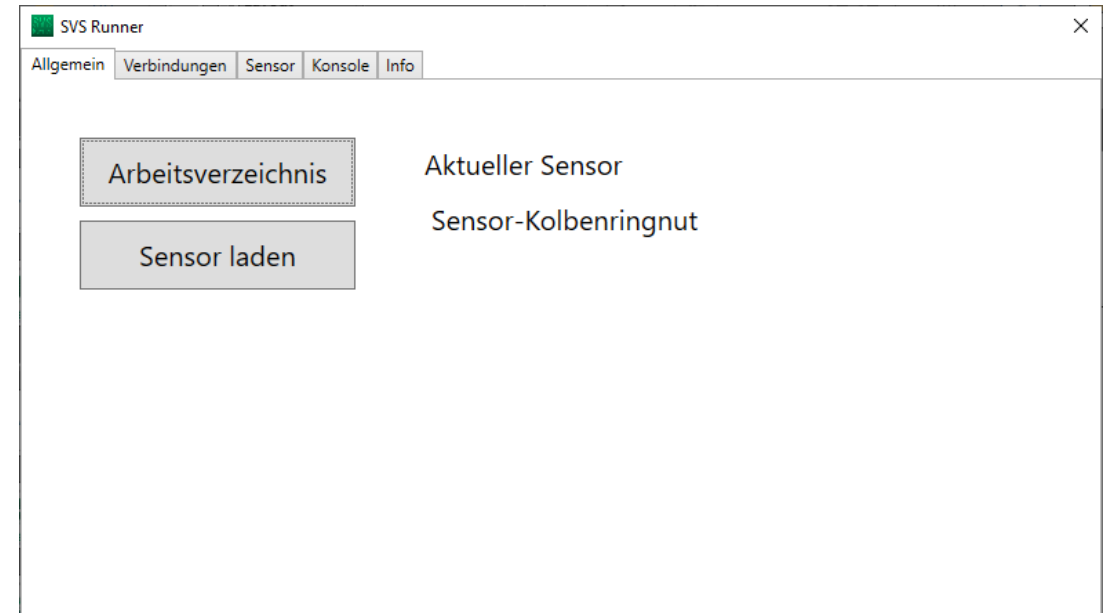 SVS Runner
Allgemein Verbindungen Sensor Konsole Info
Arbeitsverzeichnis
Sensor laden
Aktueller Sensor
Sensor-Kolbenringnut